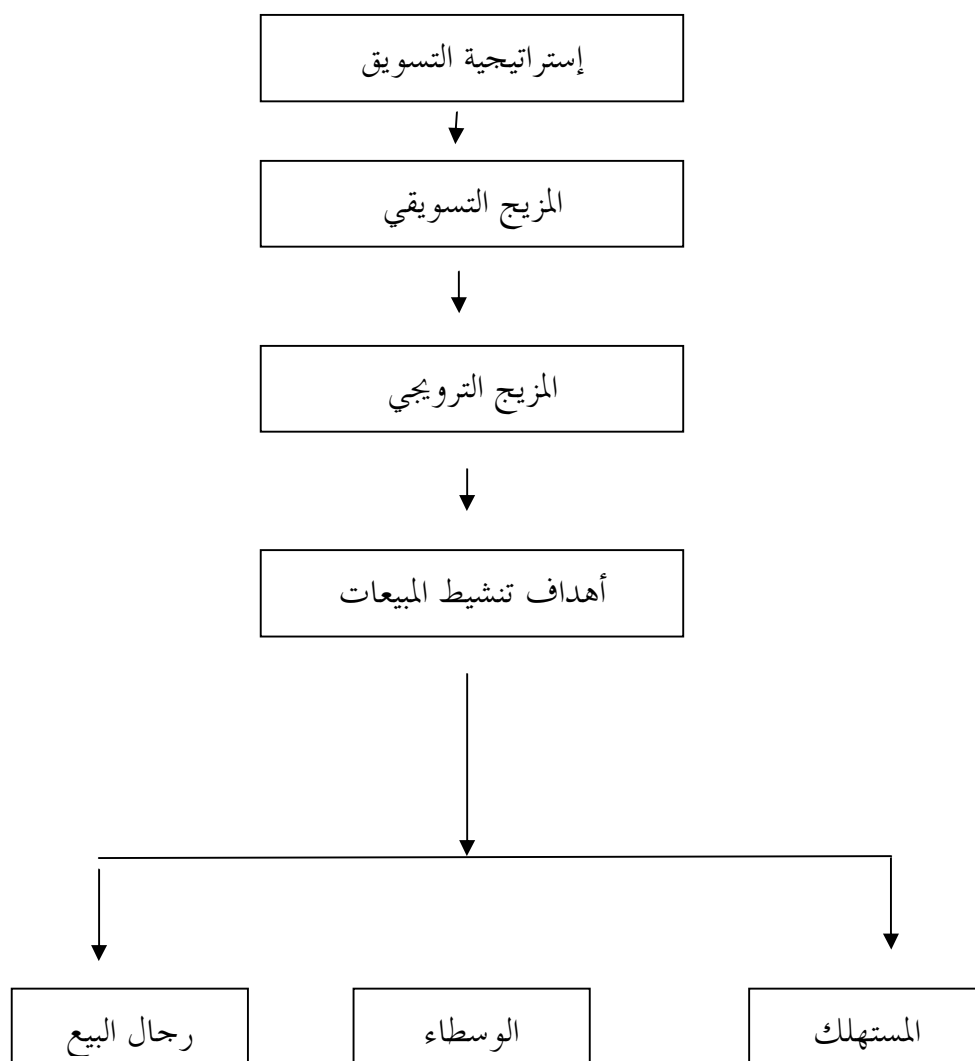 إستراتيجية التسويق
المزيج التسويقي
المزيج الترويجي
أهداف تنشيط المبيعات
المستهلك
الوسطاء
رجال البيع